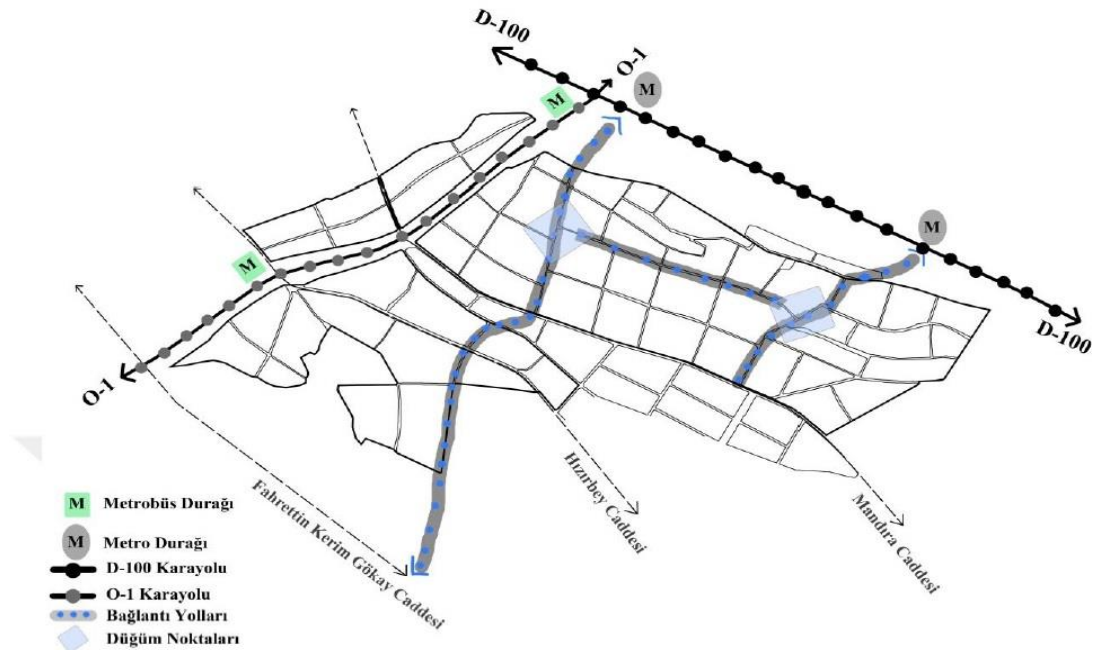 D-100
O-1
M
M
M
M
D-100
O-1
Fahrettin Kerim Gökay Caddesi
Hızırbey Caddesi
Mandıra Caddesi
M Metrobüs Durağı
M Metro Durağı
D-100 Karayolu
O-1 Karayolu
Bağlantı Yolları
Düğüm Noktaları